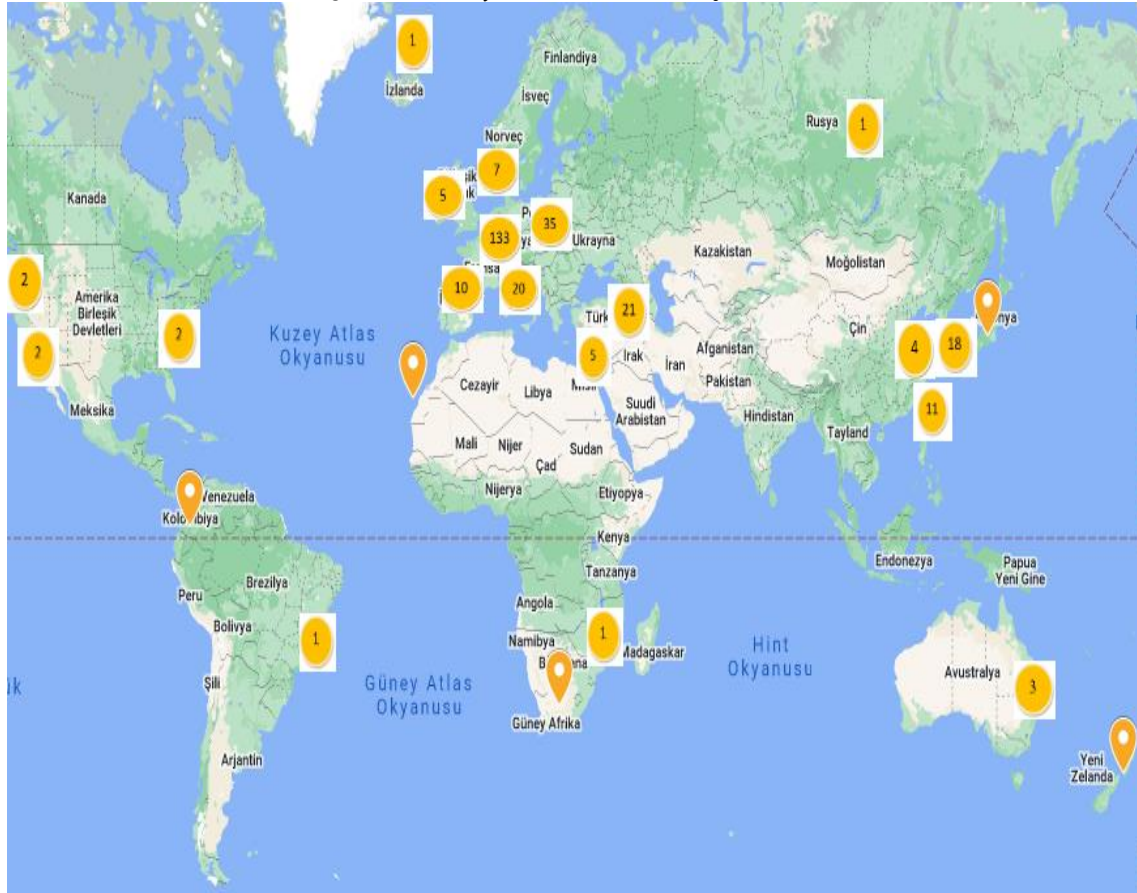 1
Finlandiya
İzlanda
İsveç
Rusya
1
Norveç
7
5
Kanada
35
133
Ukrayna
Kazakistan
Moğolistan
2
10
20
Amerika
Birleşik
Devletleri
2
2
21
Türk
5
Irak
İran
Afganistan
Pakistan
Çin
4
18
11
Kuzey Atlas
Okyanusu
Meksika
Cezayir
Libya
Suudi
Arabistan
Hindistan
Tayland
Mali
Nijer
Çad
Sudan
Nijerya
Etiyopya
Venezuela
Kenya
Tanzanya
Endonezya
Papua
Yeni Gine
Peru
Brezilya
Bolivya
1
Angola
Namibya
1
Madagaskar
Hint
Okyanusu
Avustralya
3
Şili
Güney Atlas
Okyanusu
Güney Afrika
Arjantin
Yeni
Zelanda